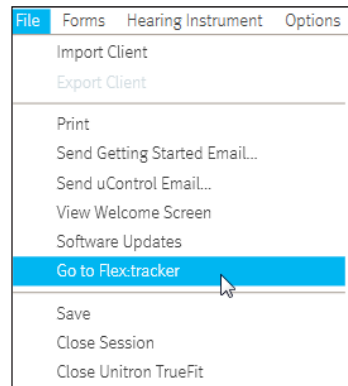 File Forms Hearing Instrument Options
Import Client
Export Client
Print
Send Getting Started Email...
Send uControl Email...
View Welcome Screen
Software Updates
Go to Flex:tracker
Save
Close Session
Close Unitron TrueFit